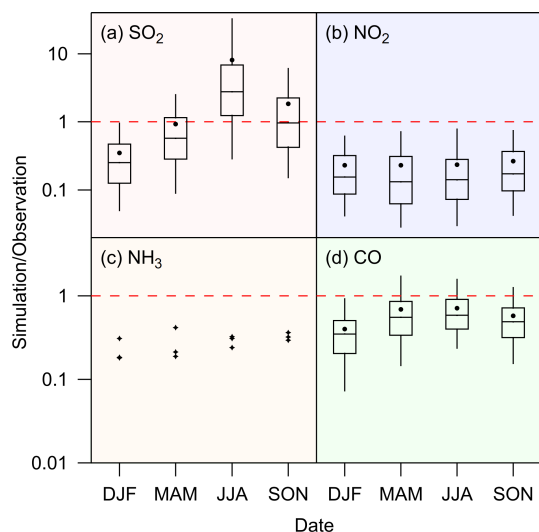 (a) SO2
(b) NO2
10
1
0.1
(c) NH3
(d) CO
1
0.1
0.01
Simulation/Observation
DJF MAM JJA SON DJF MAM JJA SON
Date